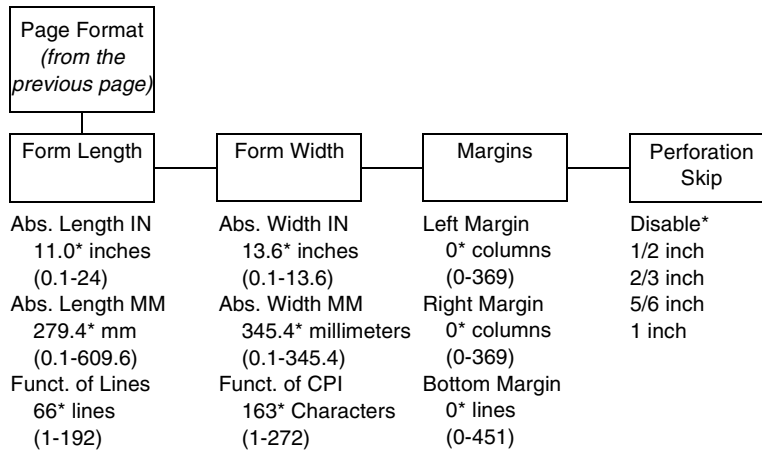 Page Format
(from the
previous page)
Form Length
Abs. Length IN
11.0* inches
(0.1-24)
Abs. Length MM
279.4* mm
(0.1-609.6)
Funct. of Lines
66* lines
(1-192)
Form Width
Abs. Width IN
13.6* inches
(0.1-13.6)
Abs. Width MM
345.4* millimeters
(0.1-345.4)
Funct. of CPI
163* Characters
(1-272)
Margins
Left Margin
0* columns
(0-369)
Right Margin
0* columns
(0-369)
Bottom Margin
0* lines
(0-451)
Perforation
Skip
Disable*
1/2 inch
2/3 inch
5/6 inch
1 inch